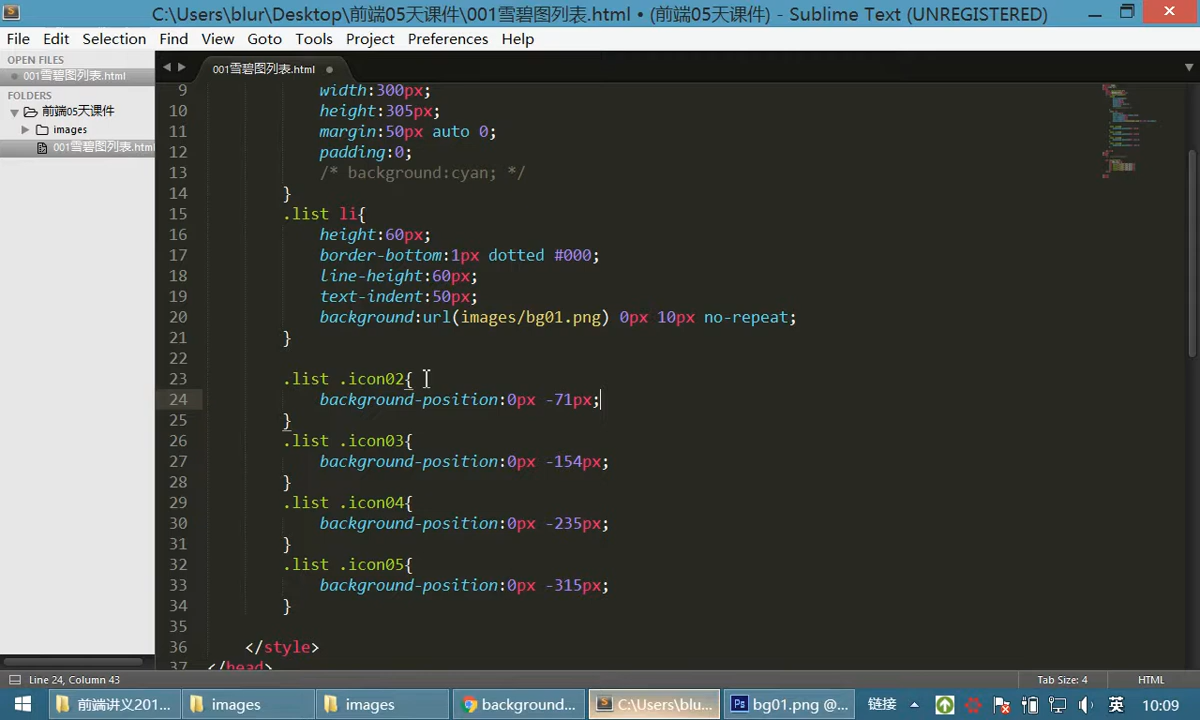 C:\Users\blur\Desktop\前端05天课件\001雪碧图列表.html • (前端05天课件) - Sublime Text (UNREGISTERED)
File Edit Selection Find View Goto Tools Project Preferences Help
OPEN FILES
001雪碧图列表.html
FOLDERS
前端05天课件
images
001雪碧图列表.html
001雪碧图列表.html
9 width:300px;
10 height:305px;
11 margin:50px auto 0;
12 padding:0;
13 /* background:cyan; */
14 }
15 .list li{
16 height:60px;
17 border-bottom:1px dotted #000;
18 line-height:60px;
19 text-indent:50px;
20 background:url(images/bg01.png) 0px 10px no-repeat;
21 }
22
23 .list .icon02{
24 background-position:0px -71px;
25 }
26 .list .icon03{
27 background-position:0px -154px;
28 }
29 .list .icon04{
30 background-position:0px -235px;
31 }
32 .list .icon05{
33 background-position:0px -315px;
34 }
35
36 </style>
37 </head>
Line 24, Column 43 Tab Size: 4 HTML
前端讲义201... images images background... C:\Users\blur... bg01.png @... 链接 英 10:09